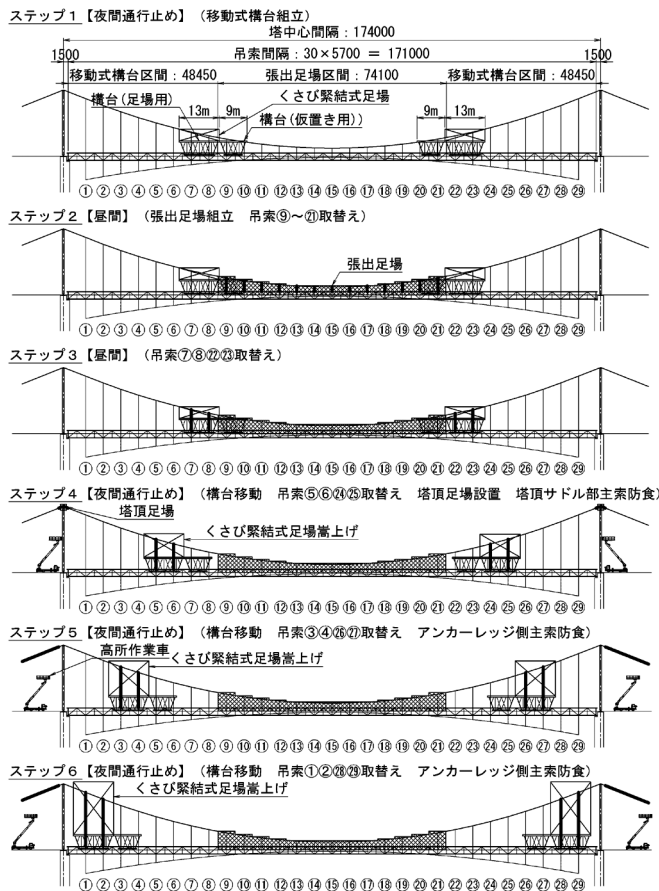 ステップ1【夜間通行止め】（移動式構台組立）
塔中心間隔：174000
1500 吊索間隔：30×5700 ＝ 171000 1500
移動式構台区間：48450 張出足場区間：74100 移動式構台区間：48450
構台(足場用) 13m 9m くさび緊結式足場 9m 13m
構台(仮置き用))
①②③④⑤⑥⑦⑧⑨⑩⑪⑫⑬⑭⑮⑯⑰⑱⑲⑳㉑㉒㉓㉔㉕㉖㉗㉘㉙
ステップ2【昼間】（張出足場組立　吊索⑨～㉑取替え）
張出足場
①②③④⑤⑥⑦⑧⑨⑩⑪⑫⑬⑭⑮⑯⑰⑱⑲⑳㉑㉒㉓㉔㉕㉖㉗㉘㉙
ステップ3【昼間】（吊索⑦⑧㉒㉓取替え）
①②③④⑤⑥⑦⑧⑨⑩⑪⑫⑬⑭⑮⑯⑰⑱⑲⑳㉑㉒㉓㉔㉕㉖㉗㉘㉙
ステップ4【夜間通行止め】（構台移動　吊索⑤⑥㉔㉕取替え　塔頂足場設置　塔頂サドル部主索防食）
塔頂足場
くさび緊結式足場嵩上げ
①②③④⑤⑥⑦⑧⑨⑩⑪⑫⑬⑭⑮⑯⑰⑱⑲⑳㉑㉒㉓㉔㉕㉖㉗㉘㉙
ステップ5【夜間通行止め】（構台移動　吊索③④㉖㉗取替え　アンカーレッジ側主索防食）
高所作業車
くさび緊結式足場嵩上げ
①②③④⑤⑥⑦⑧⑨⑩⑪⑫⑬⑭⑮⑯⑰⑱⑲⑳㉑㉒㉓㉔㉕㉖㉗㉘㉙
ステップ6【夜間通行止め】（構台移動　吊索①②㉘㉙取替え　アンカーレッジ側主索防食）
くさび緊結式足場嵩上げ
①②③④⑤⑥⑦⑧⑨⑩⑪⑫⑬⑭⑮⑯⑰⑱⑲⑳㉑㉒㉓㉔㉕㉖㉗㉘㉙